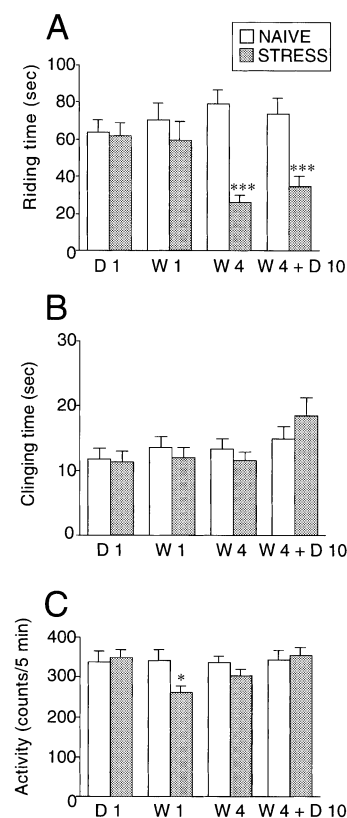 A
NAIVE
STRESS
Riding time (sec)
100
80
60
40
20
0
***
***
D 1 W 1 W 4 W 4 + D 10
B
Clinging time (sec)
30
20
10
0
D 1 W 1 W 4 W 4 + D 10
C
Activity (counts/5 min)
400
300
200
100
0
*
D 1 W 1 W 4 W 4 + D 10